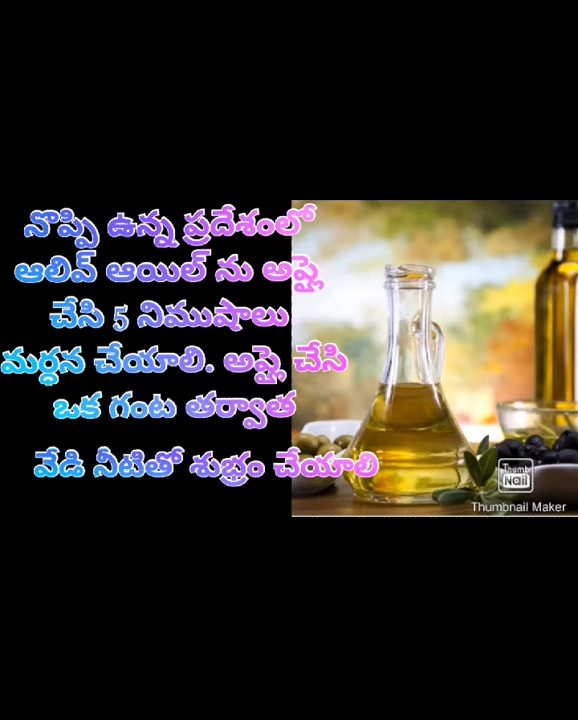 నొప్పి ఉన్న ప్రదేశంలో
ఆలివ్ ఆయిల్ ను అప్లై
చేసి 5 నిముషాలు
మర్దన చేయాలి. అప్లై చేసి
ఒక గంట తర్వాత
వేడి నీటితో శుభ్రం చేయాలి
Thumb
Nail
Thumbnail Maker